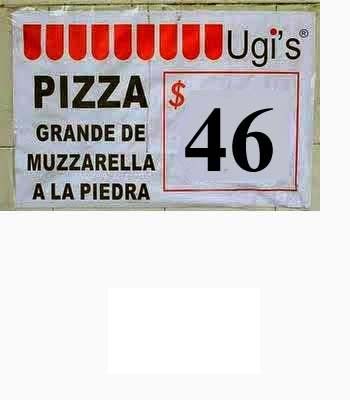 Ugi's®
PIZZA
GRANDE DE
MUZZARELLA
A LA PIEDRA
$ 46